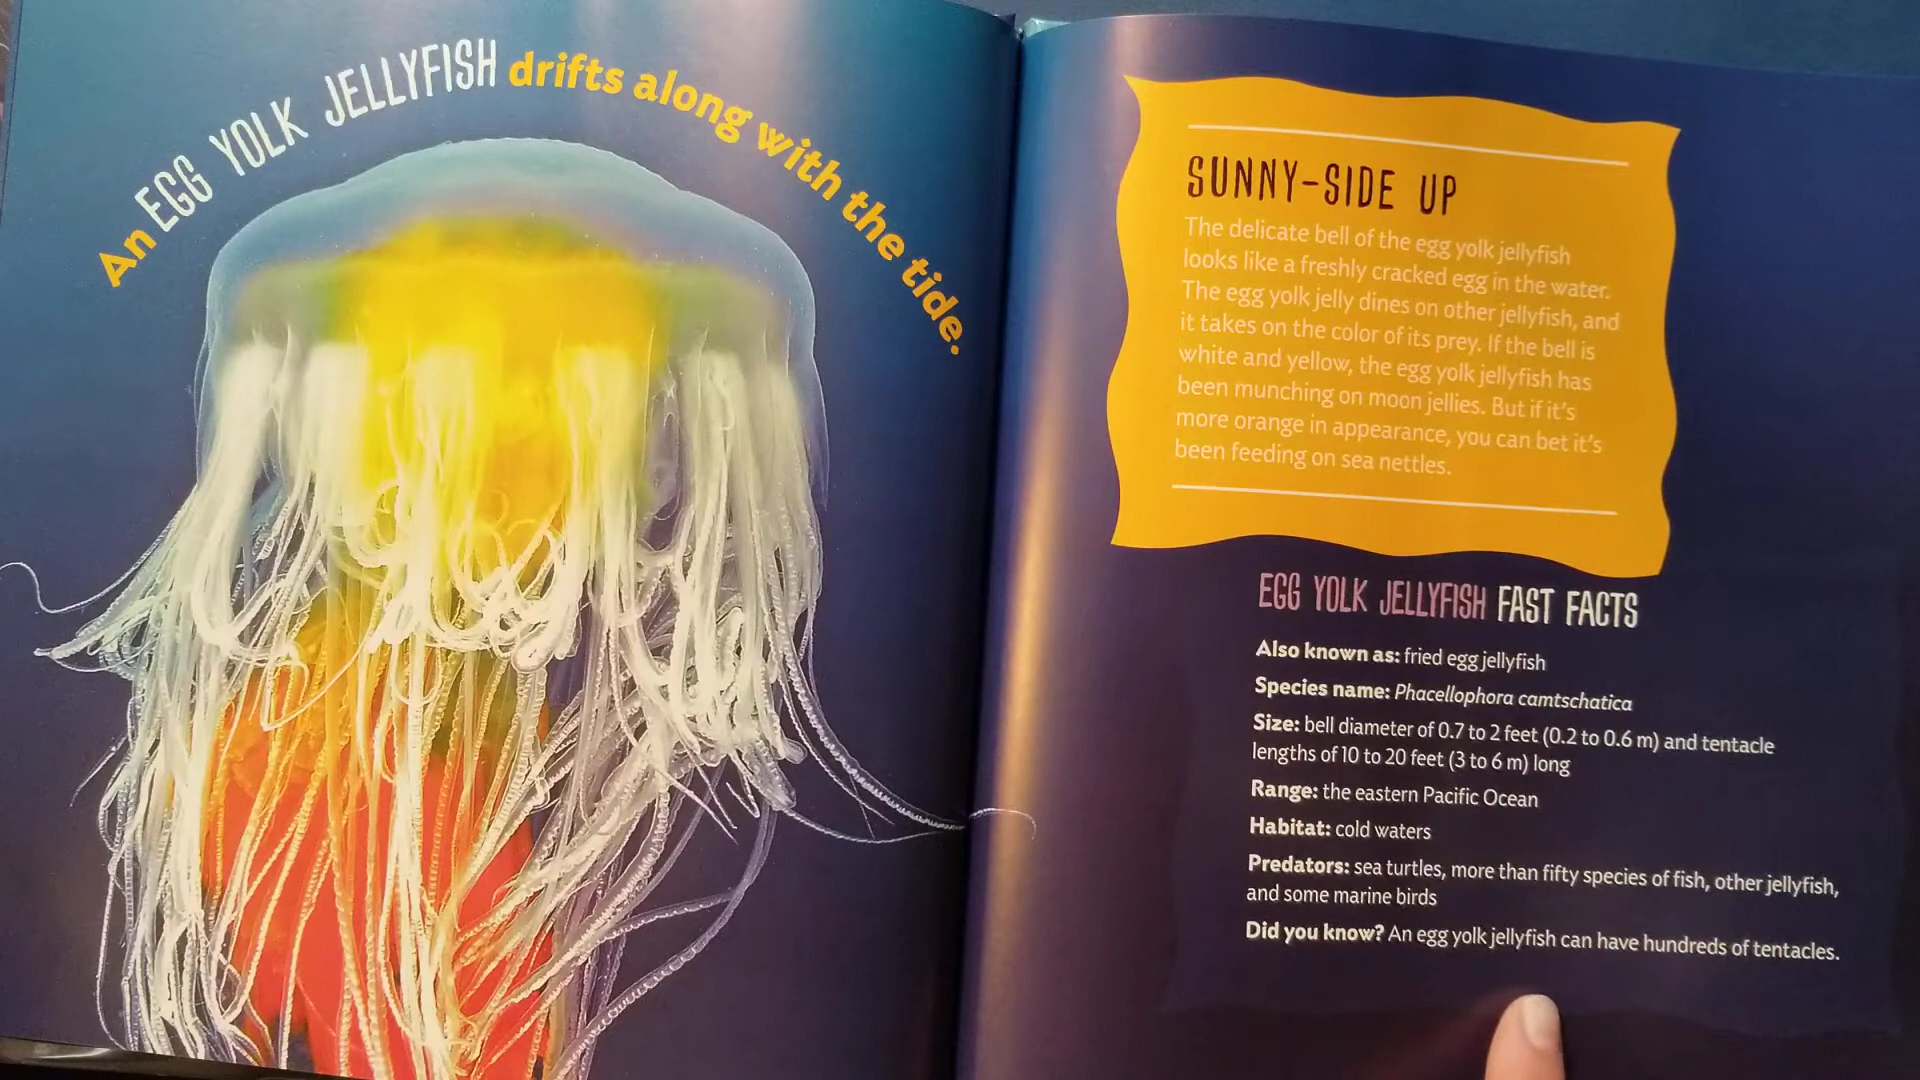 An EGG YOLK JELLYFISH drifts along with the tide.
SUNNY-SIDE UP
The delicate bell of the egg yolk jellyfish
looks like a freshly cracked egg in the water.
The egg yolk jelly dines on other jellyfish, and
it takes on the color of its prey. If the bell is
white and yellow, the egg yolk jellyfish has
been munching on moon jellies. But if it's
more orange in appearance, you can bet it's
been feeding on sea nettles.
EGG YOLK JELLYFISH FAST FACTS
Also known as: fried egg jellyfish
Species name: Phacellophora camtschatica
Size: bell diameter of 0.7 to 2 feet (0.2 to 0.6 m) and tentacle
lengths of 10 to 20 feet (3 to 6 m) long
Range: the eastern Pacific Ocean
Habitat: cold waters
Predators: sea turtles, more than fifty species of fish, other jellyfish,
and some marine birds
Did you know? An egg yolk jellyfish can have hundreds of tentacles.